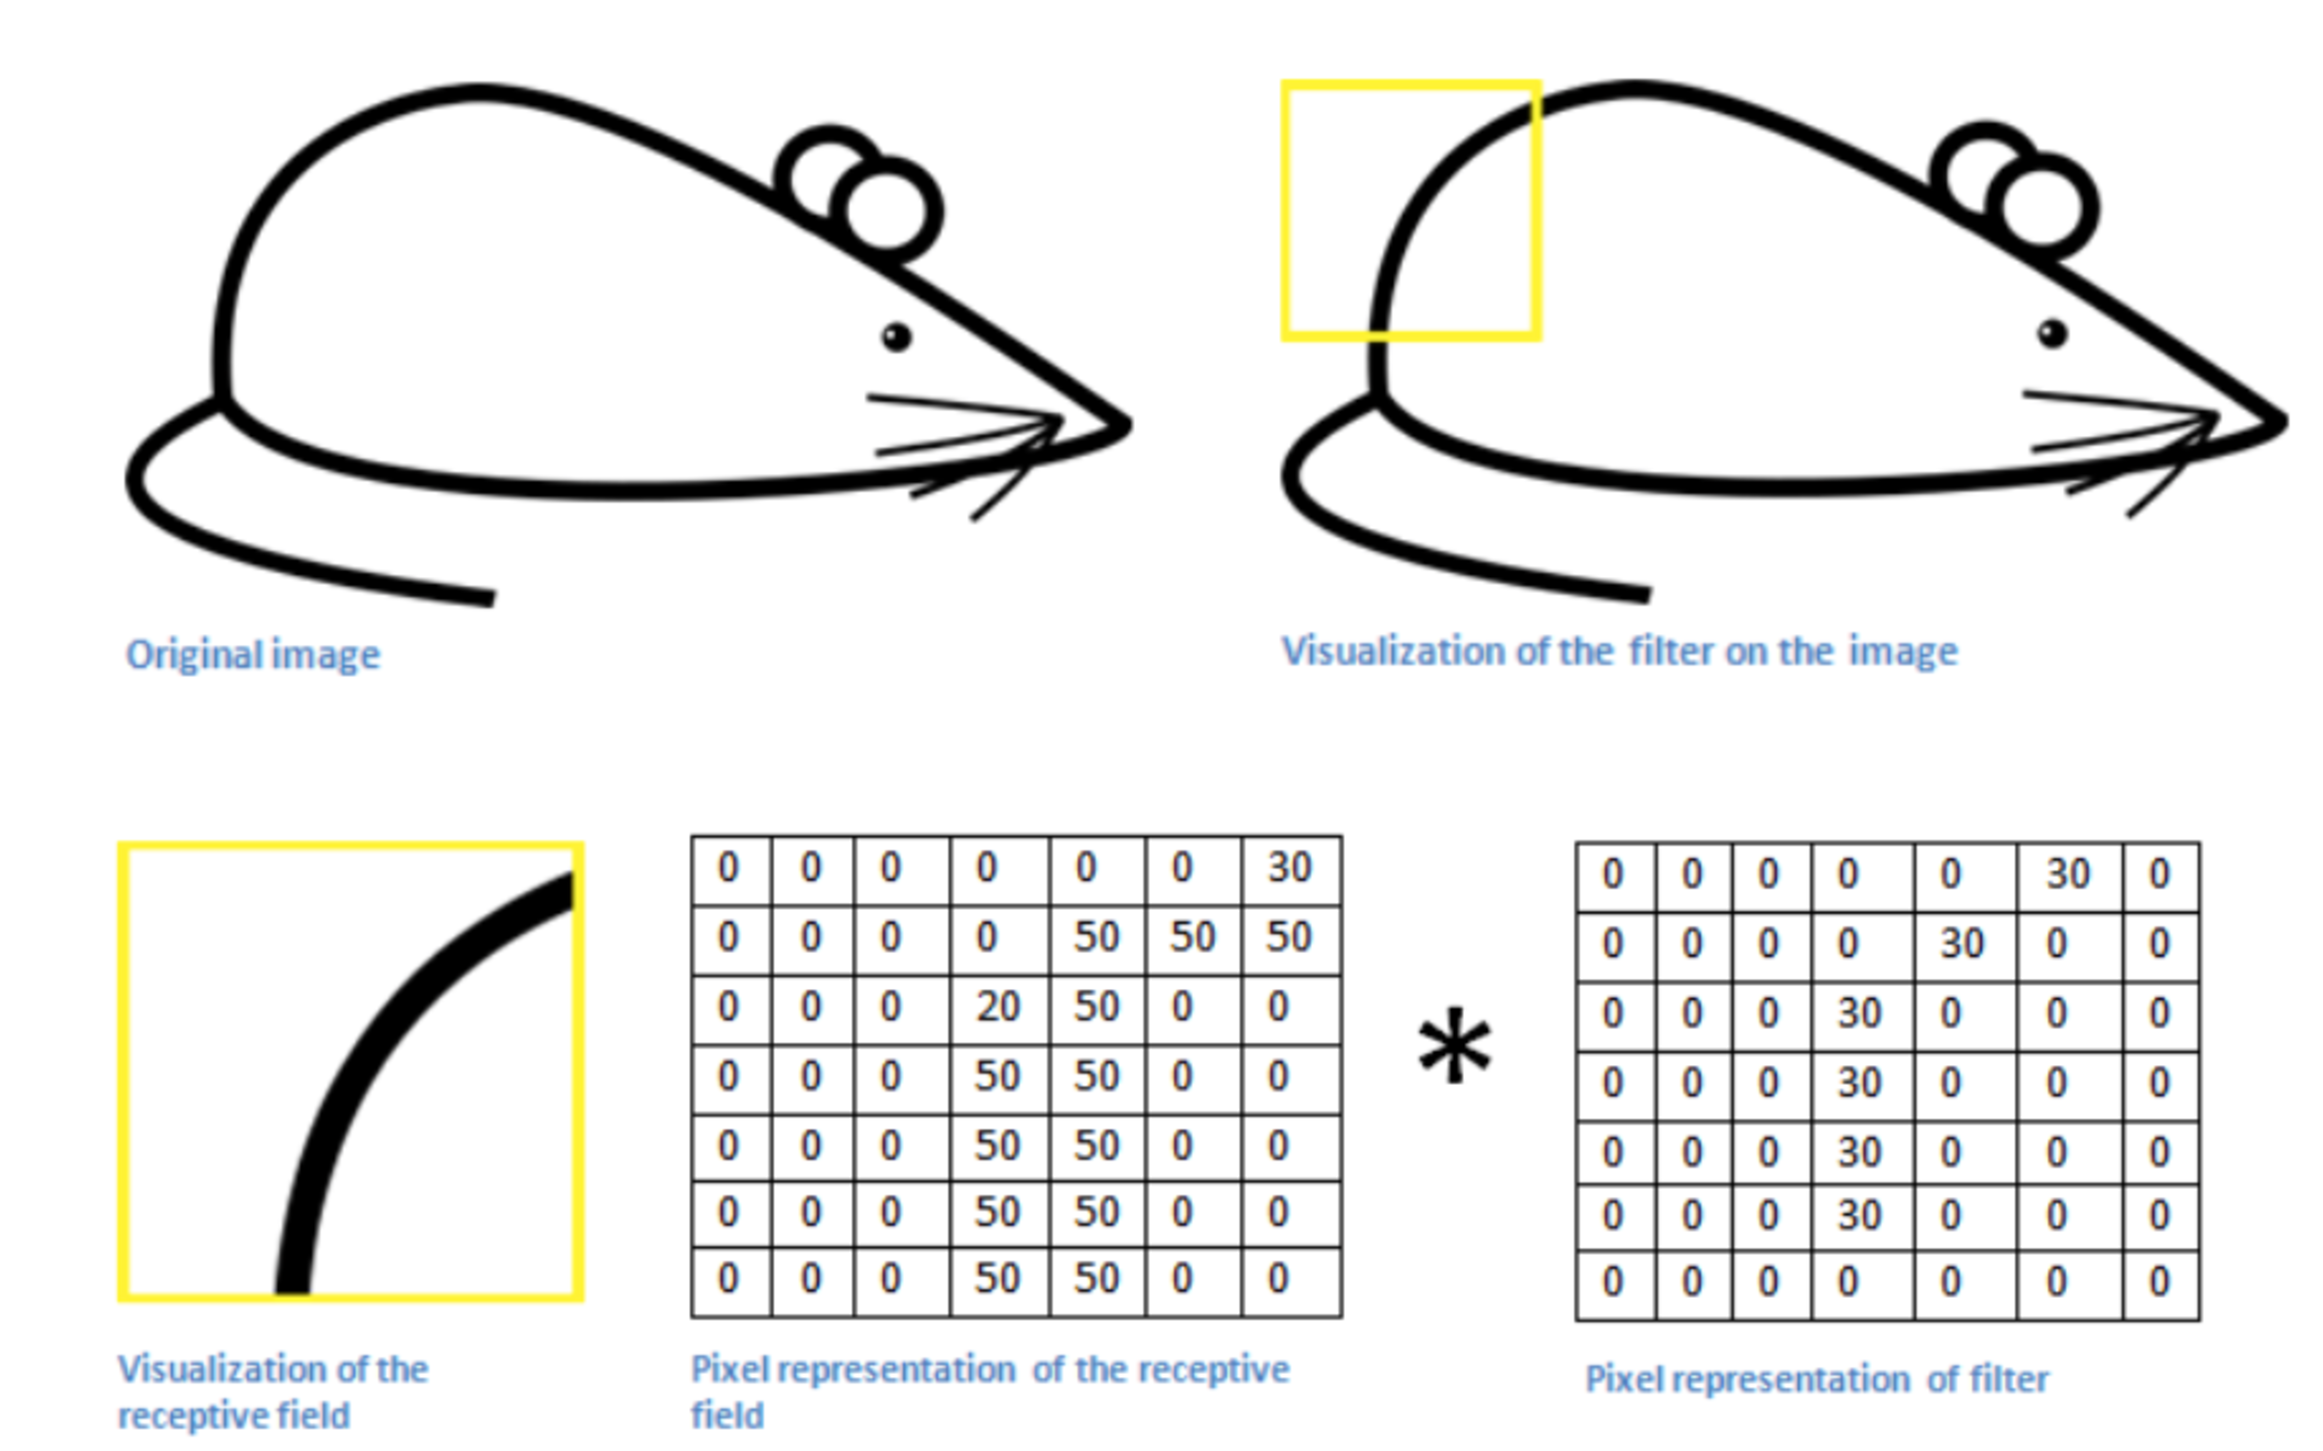 Original image
Visualization of the filter on the image
0 0 0 0 0 0 30
0 0 0 0 50 50 50
0 0 0 20 50 0 0
0 0 0 50 50 0 0
0 0 0 50 50 0 0
0 0 0 50 50 0 0
0 0 0 50 50 0 0
*
0 0 0 0 0 30 0
0 0 0 0 30 0 0
0 0 0 30 0 0 0
0 0 0 30 0 0 0
0 0 0 30 0 0 0
0 0 0 30 0 0 0
0 0 0 0 0 0 0
Visualization of the
receptive field
Pixel representation of the receptive
field
Pixel representation of filter